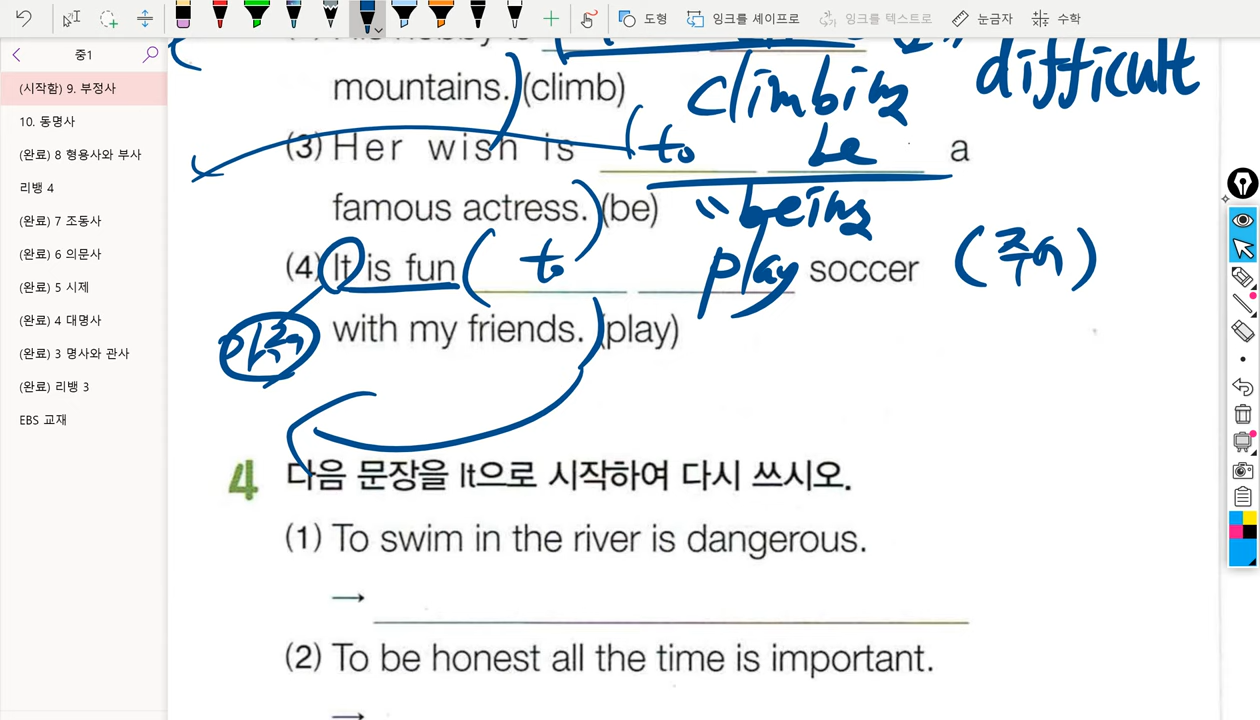 도형
잉크를 셰이프로
잉크를 텍스트로
눈금자
수학
중1
(시작함) 9. 부정사
10. 동명사
(완료) 8 형용사와 부사
리뱅 4
(완료) 7 조동사
(완료) 6 의문사
(완료) 5 시제
(완료) 4 대명사
(완료) 3 명사와 관사
(완료) 리뱅 3
EBS 교재
difficult
mountains. (climb)
climbing
(3) Her wish is to be a
famous actress. (be)
being
(4) It is fun to play soccer
(주어)
with my friends. (play)
4 다음 문장을 It으로 시작하여 다시 쓰시오.
(1) To swim in the river is dangerous.
→
(2) To be honest all the time is important.
→